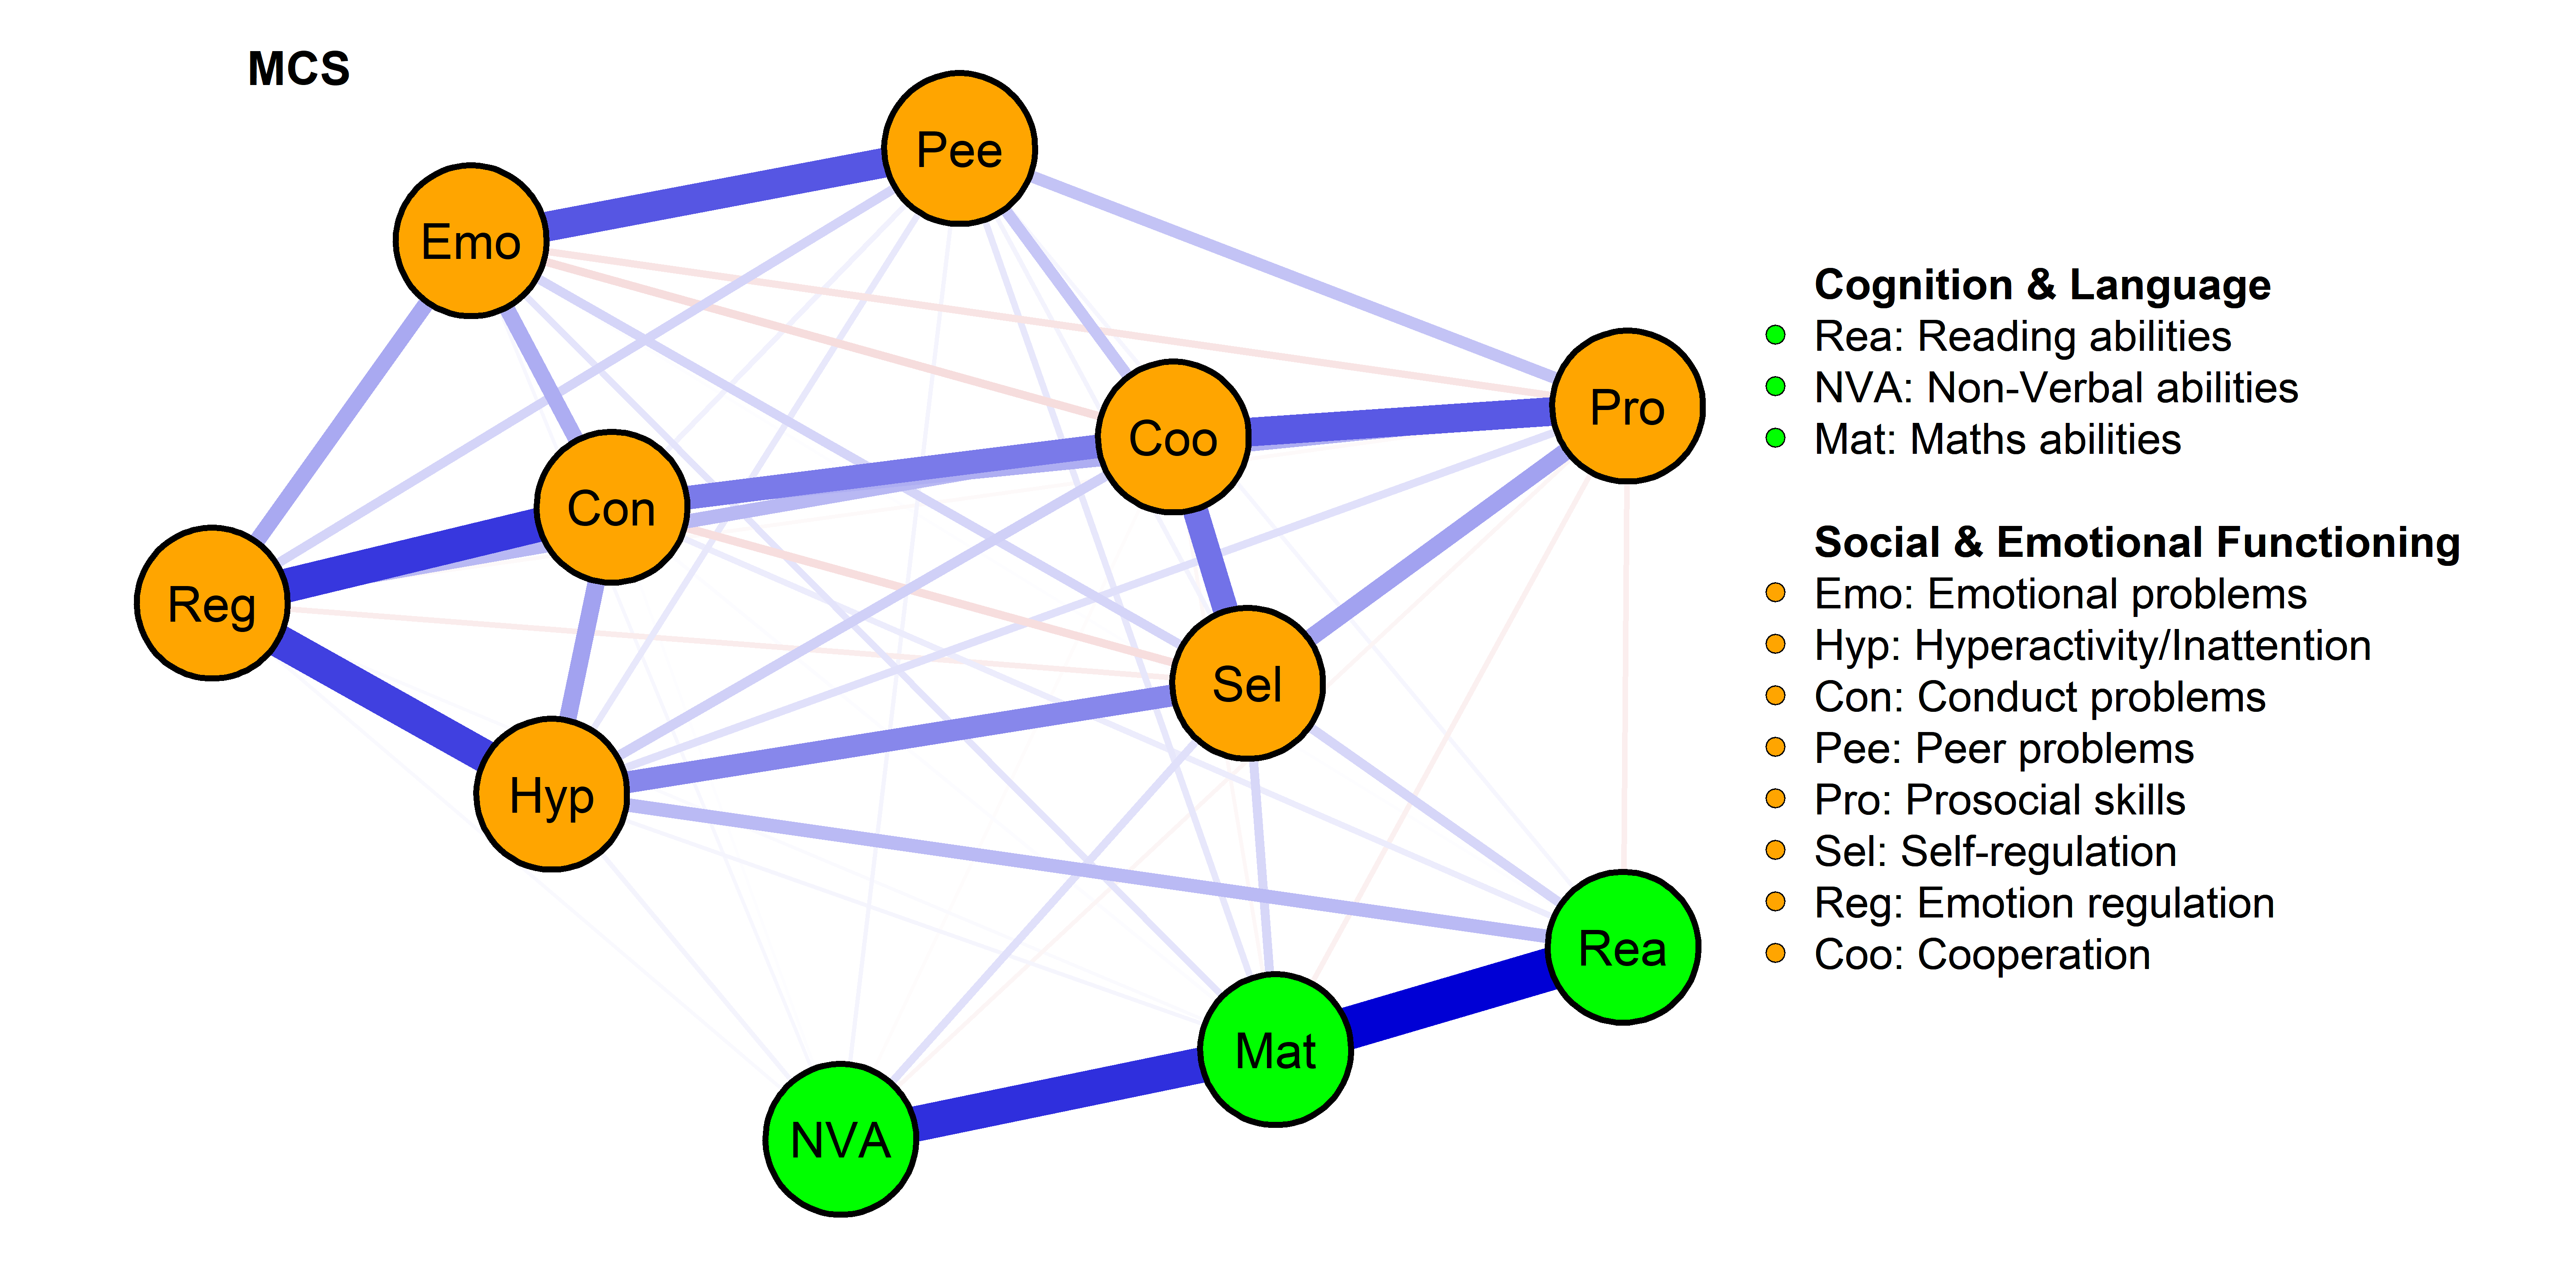 MCS
Pee
Emo
Pro
Coo
Con
Reg
Sel
Hyp
Rea
Mat
NVA
Cognition & Language
Rea: Reading abilities
NVA: Non-Verbal abilities
Mat: Maths abilities
Social & Emotional Functioning
Emo: Emotional problems
Hyp: Hyperactivity/Inattention
Con: Conduct problems
Pee: Peer problems
Pro: Prosocial skills
Sel: Self-regulation
Reg: Emotion regulation
Coo: Cooperation